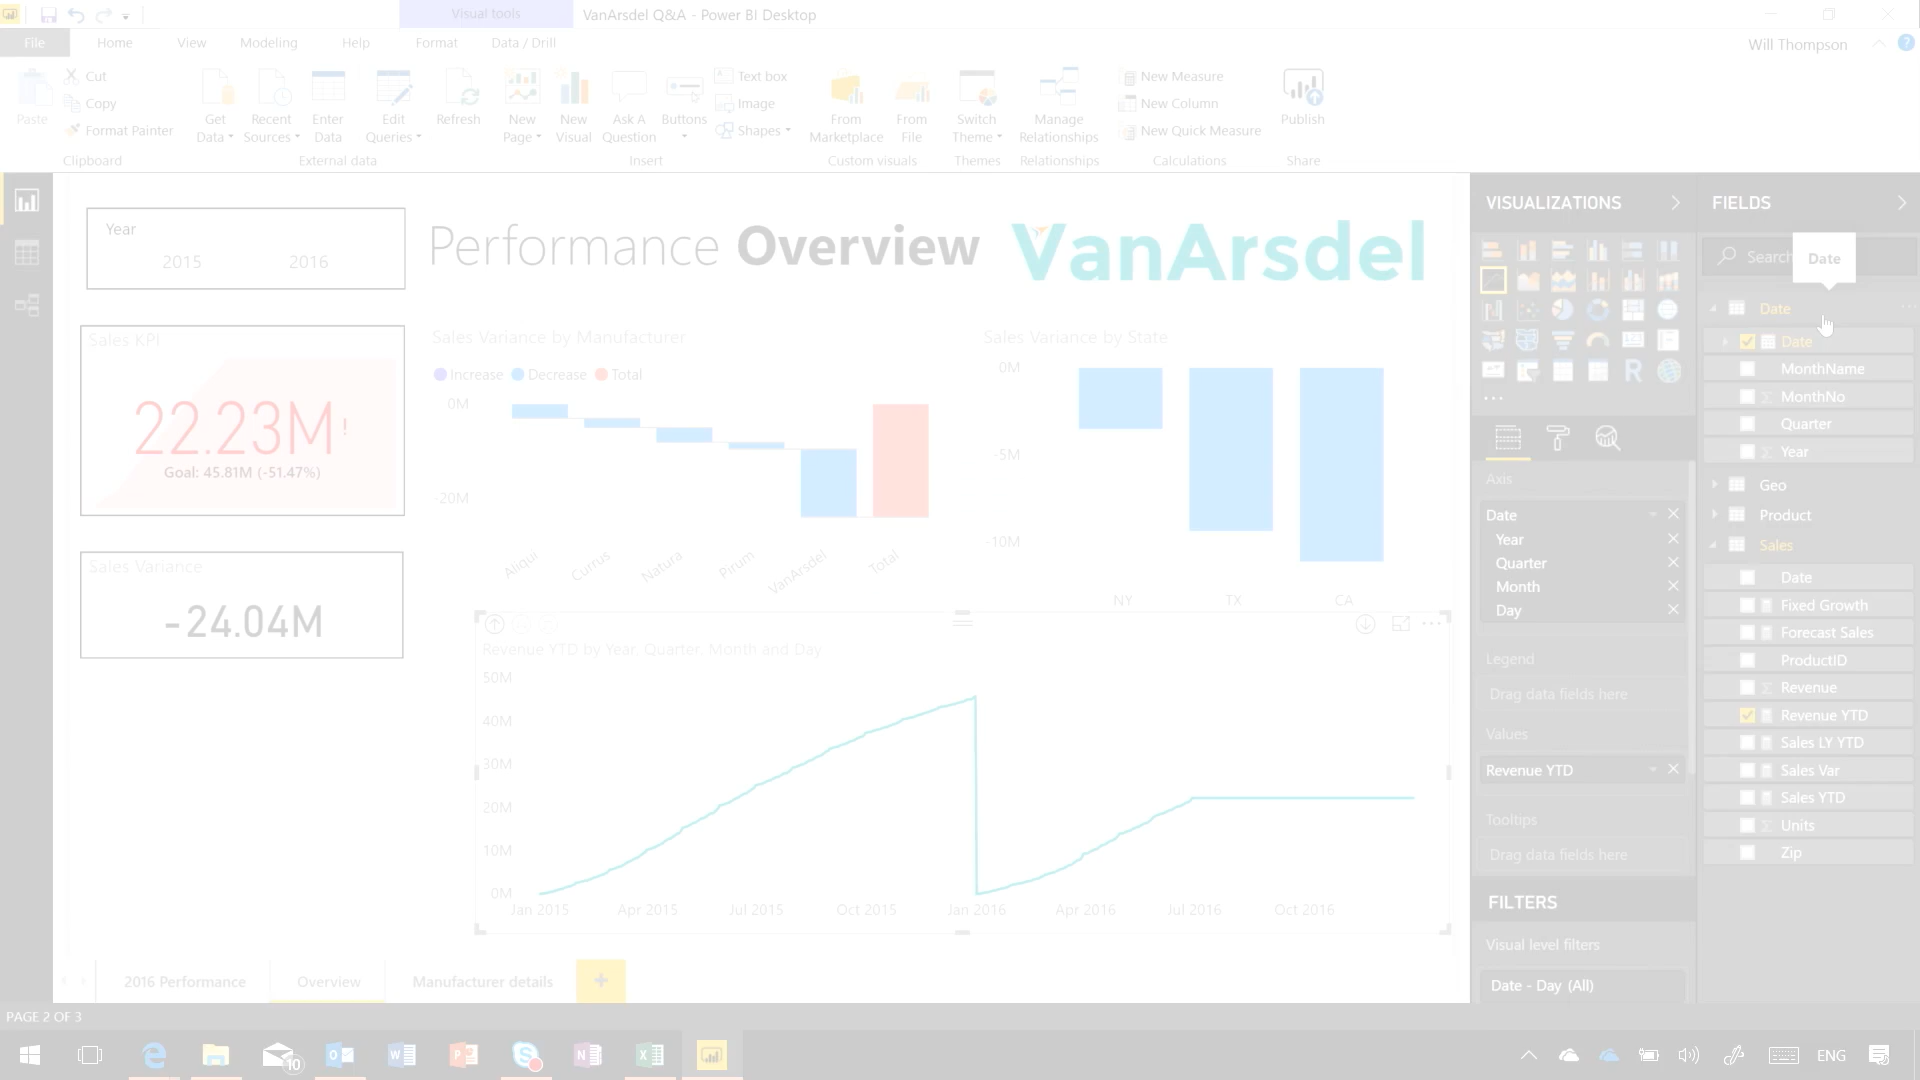 Visual tools
VanArsdel Q&A - Power BI Desktop
File
Home
View
Modeling
Help
Format
Data / Drill
Will Thompson
?
Paste
Cut
Copy
Format Painter
Clipboard
Get
Data
Recent
Sources
Enter
Data
Edit
Queries
Refresh
External data
New
Page
New
Visual
Ask A
Question
Buttons
Text box
Image
Shapes
Insert
From
Marketplace
From
File
Custom visuals
Switch
Theme
Themes
Manage
Relationships
Relationships
New Measure
New Column
New Quick Measure
Calculations
Publish
Share
Year
2015
2016
Performance Overview
VanArsdel
Sales KPI
22.23M!
Goal: 45.81M (-51.47%)
Sales Variance
-24.04M
Sales Variance by Manufacturer
Increase
Decrease
Total
0M
-20M
Aliqui
Currus
Natura
Pirum
VanArsdel
Total
Sales Variance by State
0M
-5M
-10M
NY
TX
CA
Revenue YTD by Year, Quarter, Month and Day
50M
40M
30M
20M
10M
0M
Jan 2015
Apr 2015
Jul 2015
Oct 2015
Jan 2016
Apr 2016
Jul 2016
Oct 2016
VISUALIZATIONS
R
Axis
Date
Year
Quarter
Month
Day
Legend
Drag data fields here
Values
Revenue YTD
Tooltips
Drag data fields here
FILTERS
Visual level filters
Date - Day (All)
FIELDS
Search
Date
Date
Date
MonthName
MonthNo
Quarter
Year
Geo
Product
Sales
Date
Fixed Growth
Forecast Sales
ProductID
Revenue
Revenue YTD
Sales LY YTD
Sales Var
Sales YTD
Units
Zip
2016 Performance
Overview
Manufacturer details
+
PAGE 2 OF 3
10
ENG